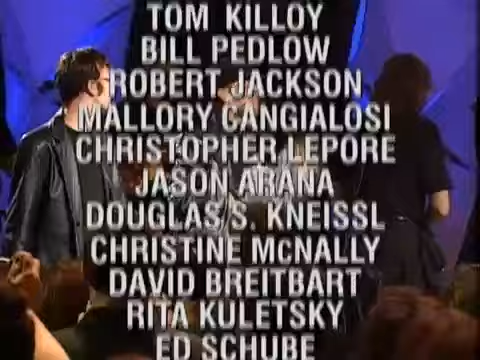 TOM KILLOY
BILL PEDLOW
ROBERT JACKSON
MALLORY CANGIALOSI
CHRISTOPHER LEPORE
JASON ARANA
DOUGLAS S. KNEISSL
CHRISTINE McNALLY
DAVID BREITBART
RITA KULETSKY
ED SCHUBE